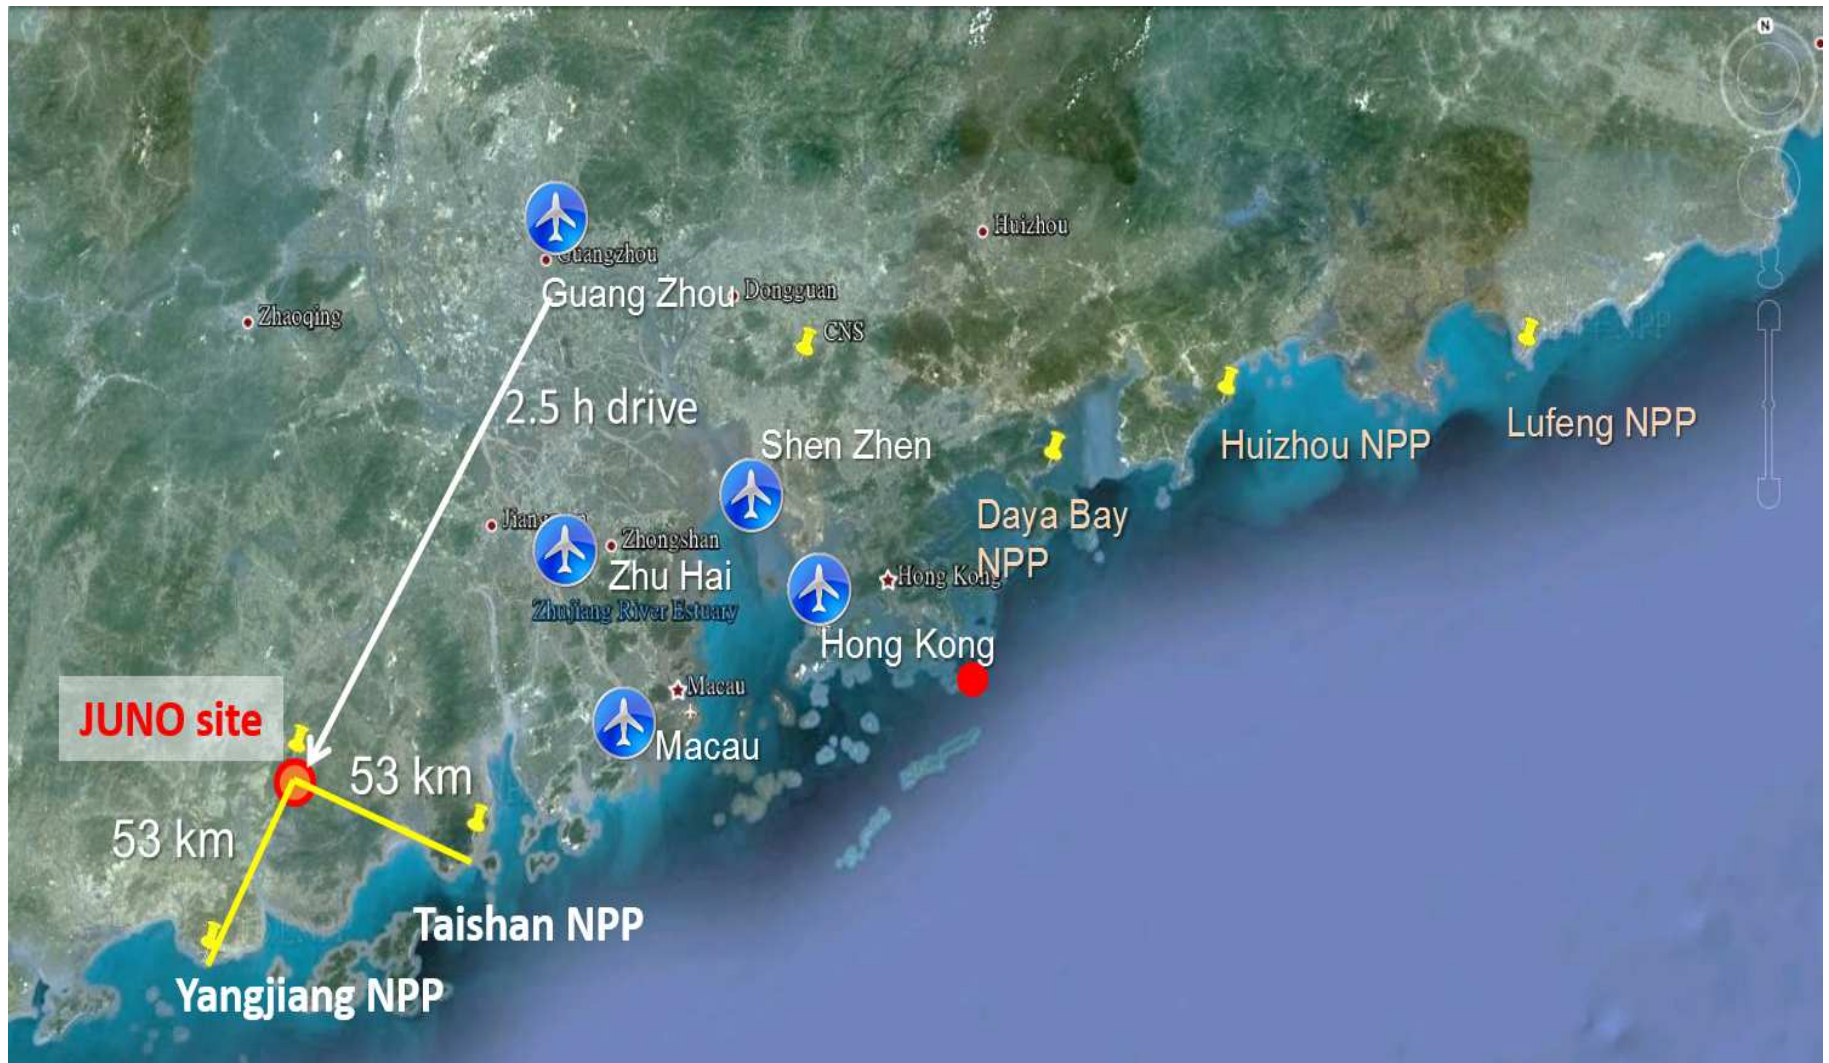 N
Huizhou
Guangzhou
Guang Zhou
Dongguan
Zhaoqing
CNS
2.5 h drive
Lufeng NPP
Shen Zhen
Huizhou NPP
Daya Bay
NPP
Zhongshan
Zhu Hai
Hong Kong
Zhujiang River Estuary
Hong Kong
Macau
JUNO site
Macau
53 km
53 km
Taishan NPP
Yangjiang NPP